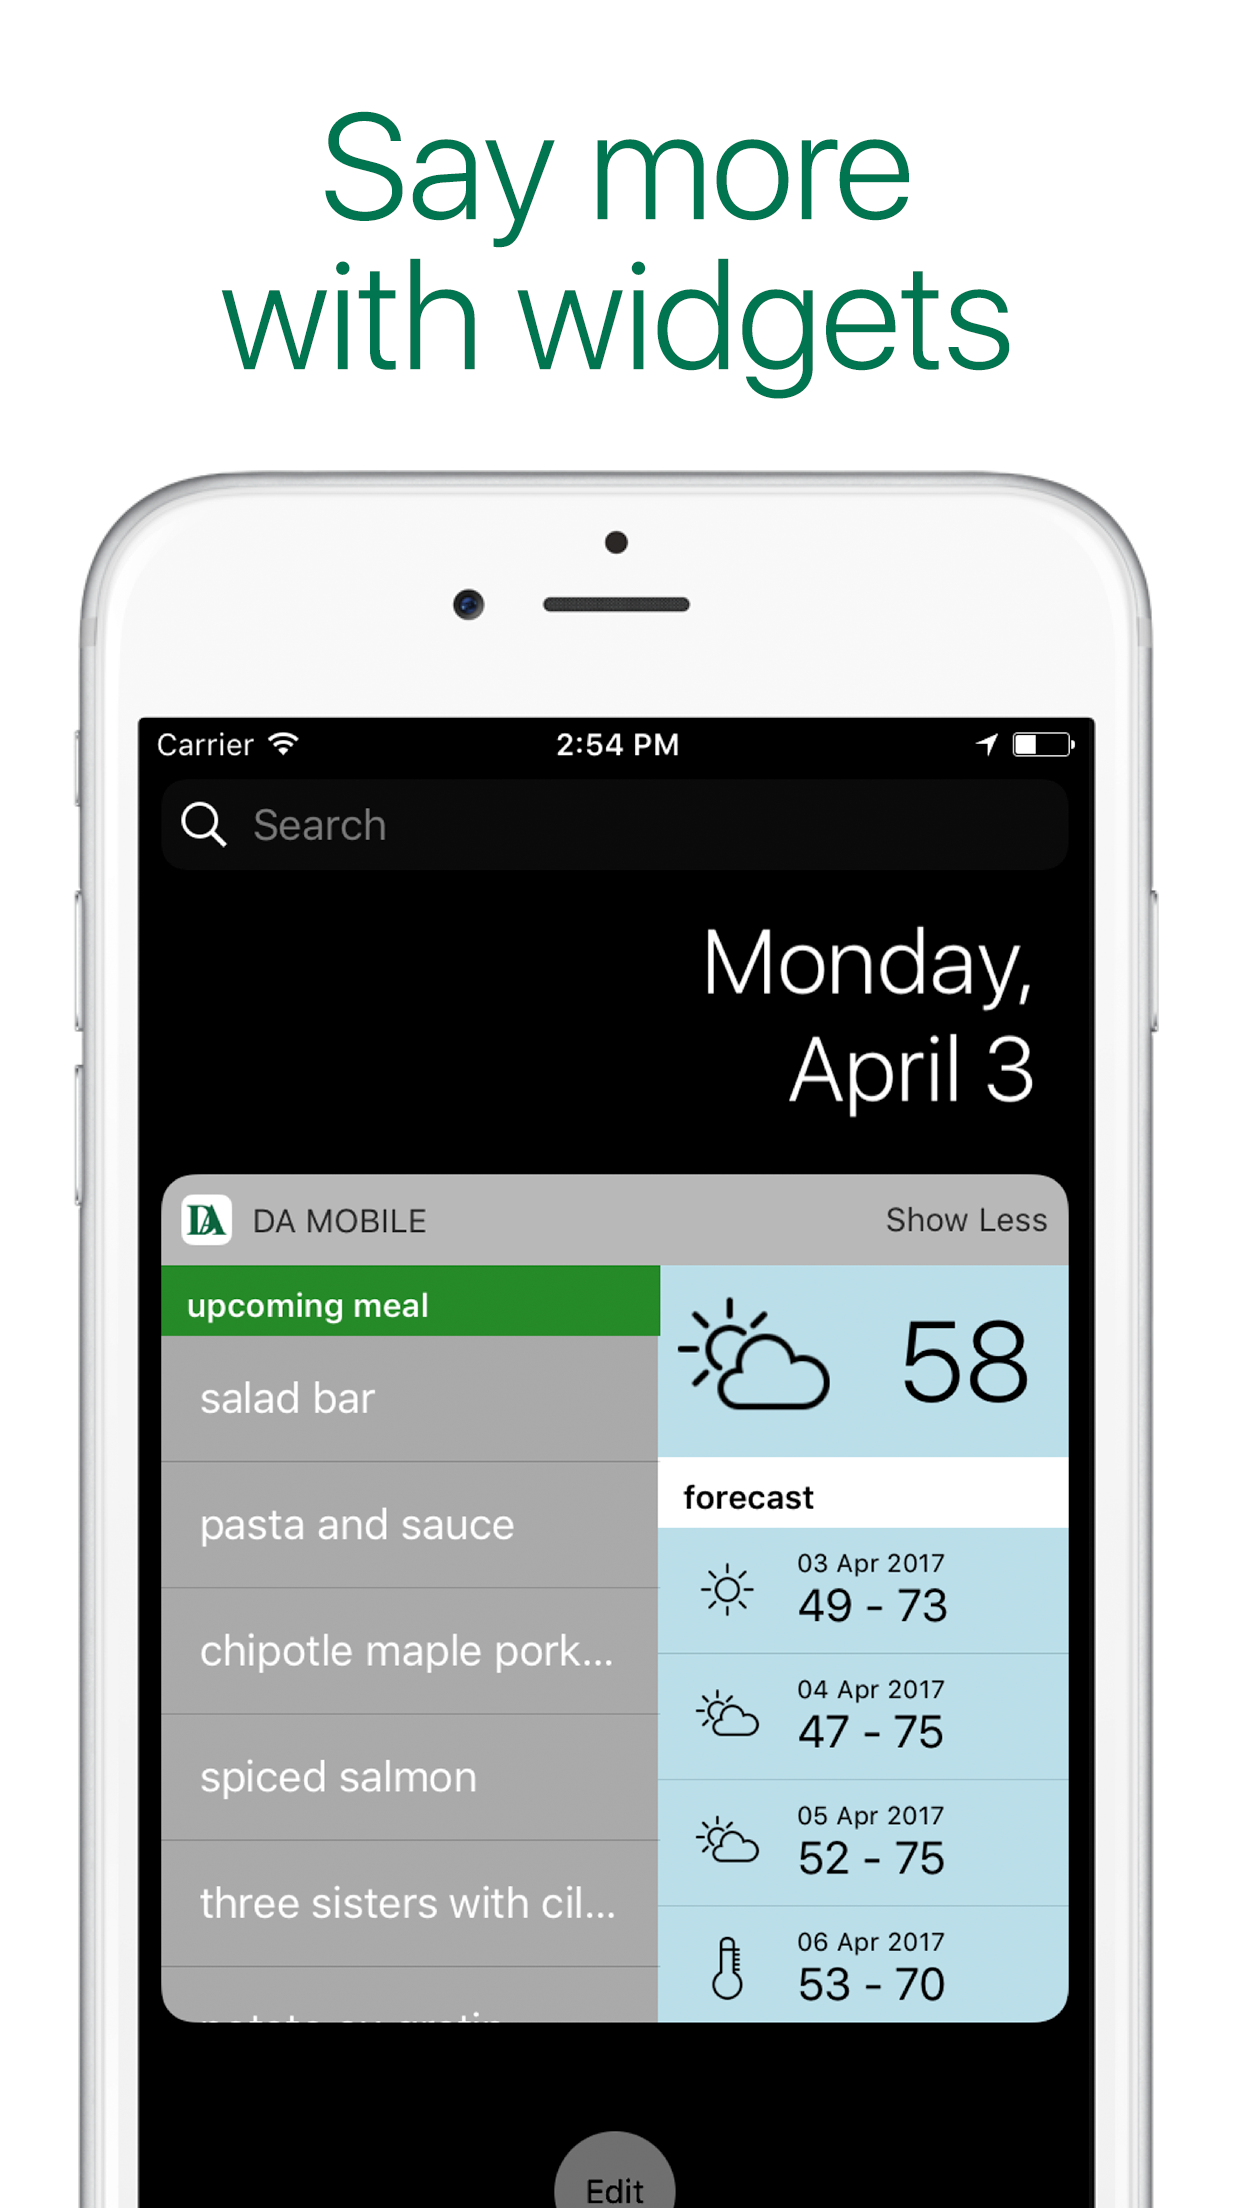 Say more
with widgets
Carrier
2:54 PM
Search
Monday,
April 3
DA
DA MOBILE
Show Less
upcoming meal
salad bar
pasta and sauce
chipotle maple pork...
spiced salmon
three sisters with cil...
58
forecast
03 Apr 2017
49 - 73
04 Apr 2017
47 - 75
05 Apr 2017
52 - 75
06 Apr 2017
53 - 70
Edit